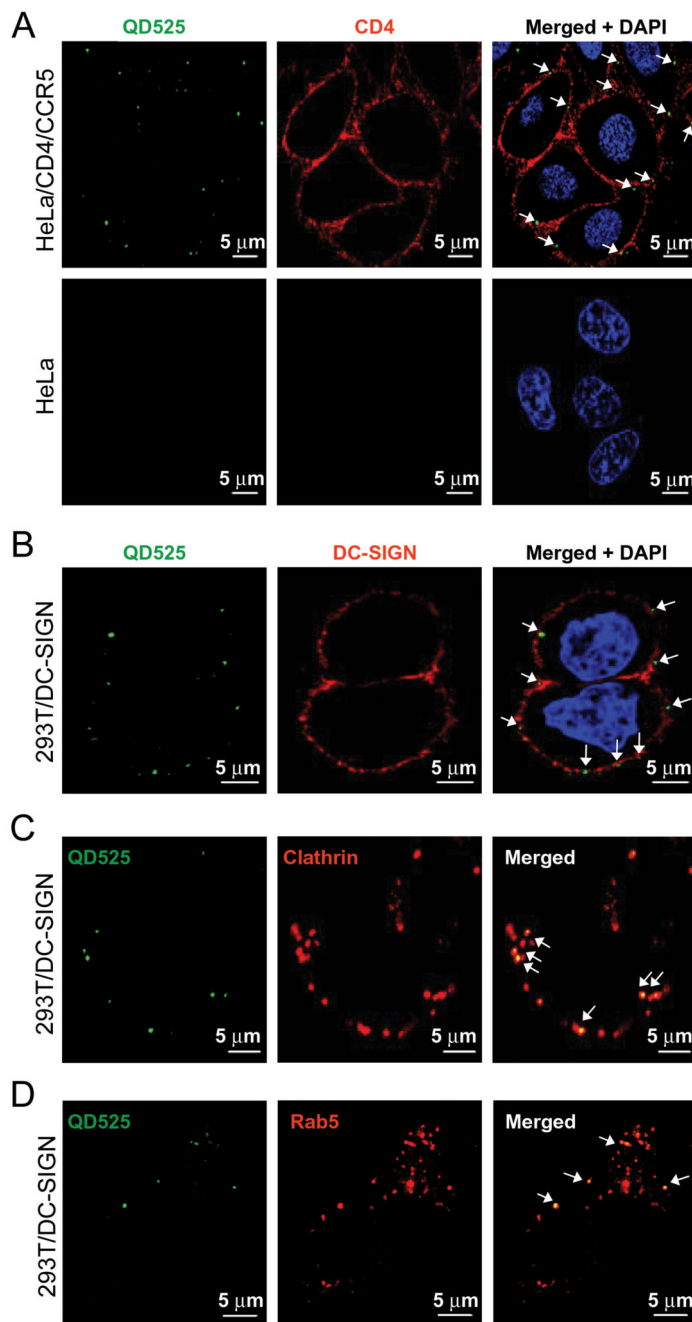 A
QD525 CD4 Merged + DAPI
HeLa/CD4/CCR5
5 μm 5 μm 5 μm
HeLa
5 μm 5 μm 5 μm
B
QD525 DC-SIGN Merged + DAPI
293T/DC-SIGN
5 μm 5 μm 5 μm
C
QD525 Clathrin Merged
293T/DC-SIGN
5 μm 5 μm 5 μm
D
QD525 Rab5 Merged
293T/DC-SIGN
5 μm 5 μm 5 μm